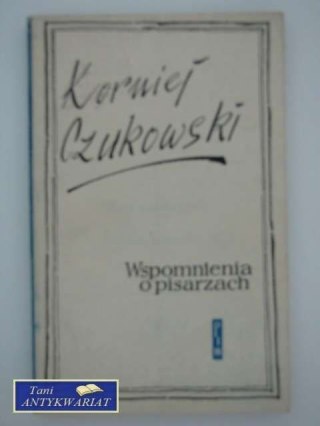 Korniej
Czukowski
Wspomnienia
o pisarzach
Tani
ANTYKWARIAT